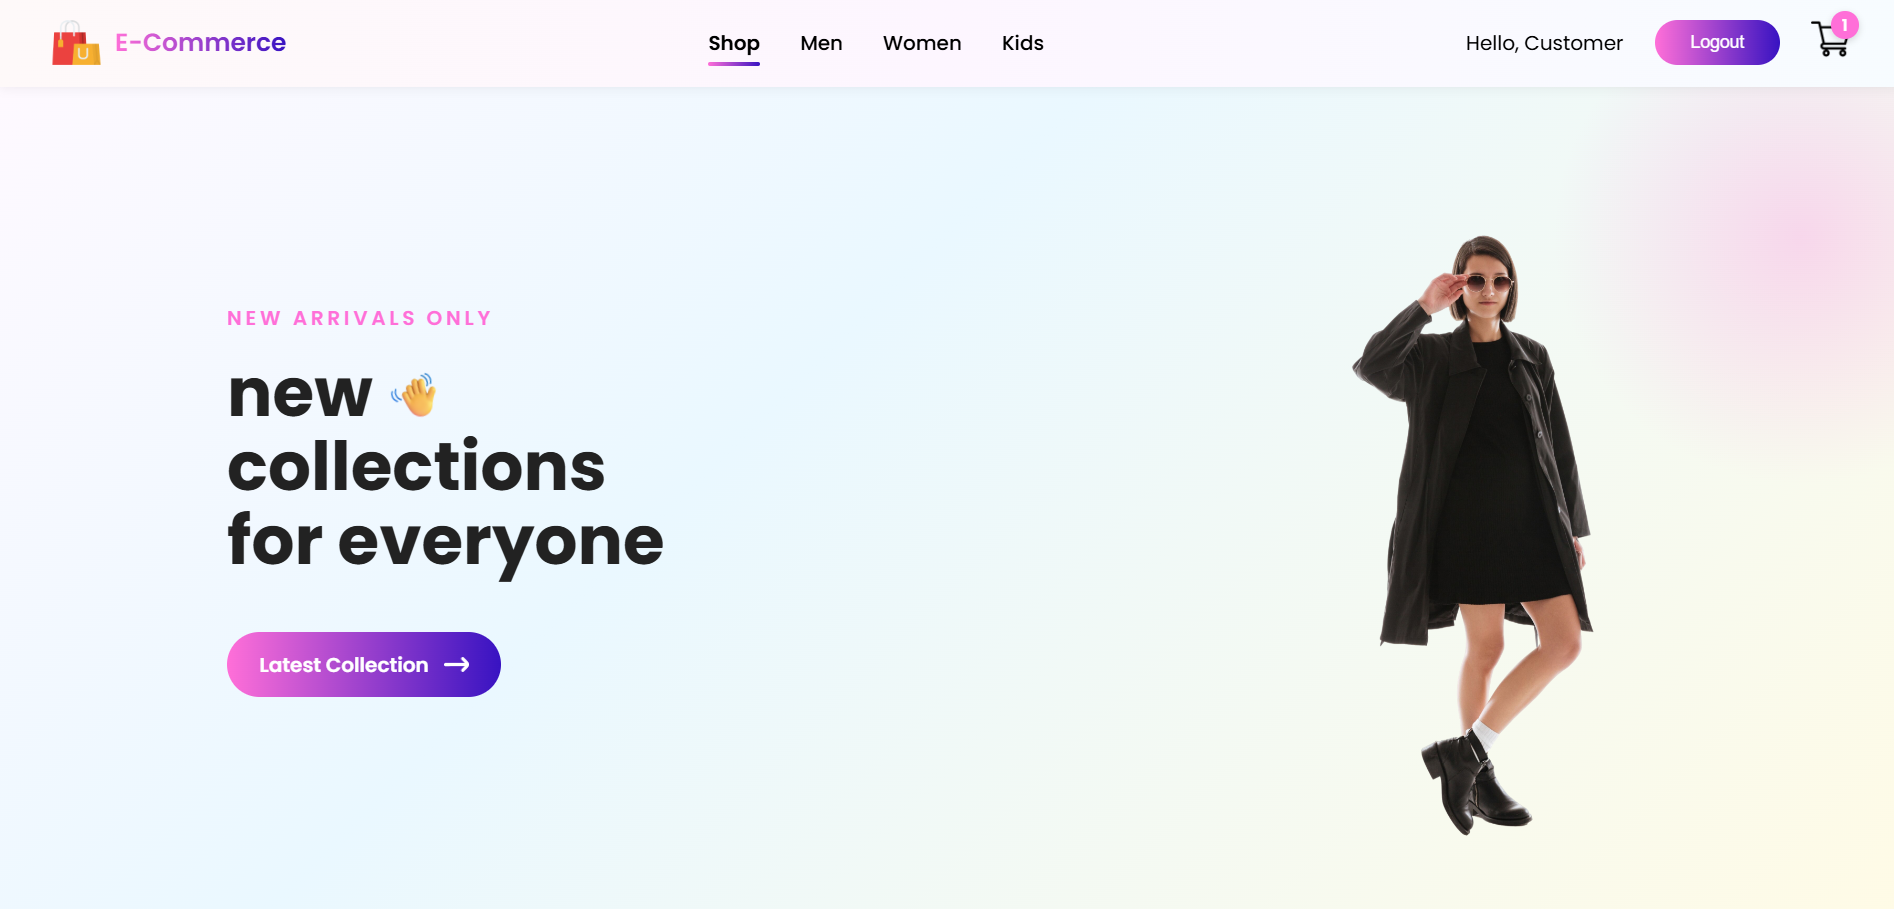 E-Commerce
Shop Men Women Kids
Hello, Customer
Logout
1
NEW ARRIVALS ONLY
new 👋
collections
for everyone
Latest Collection →